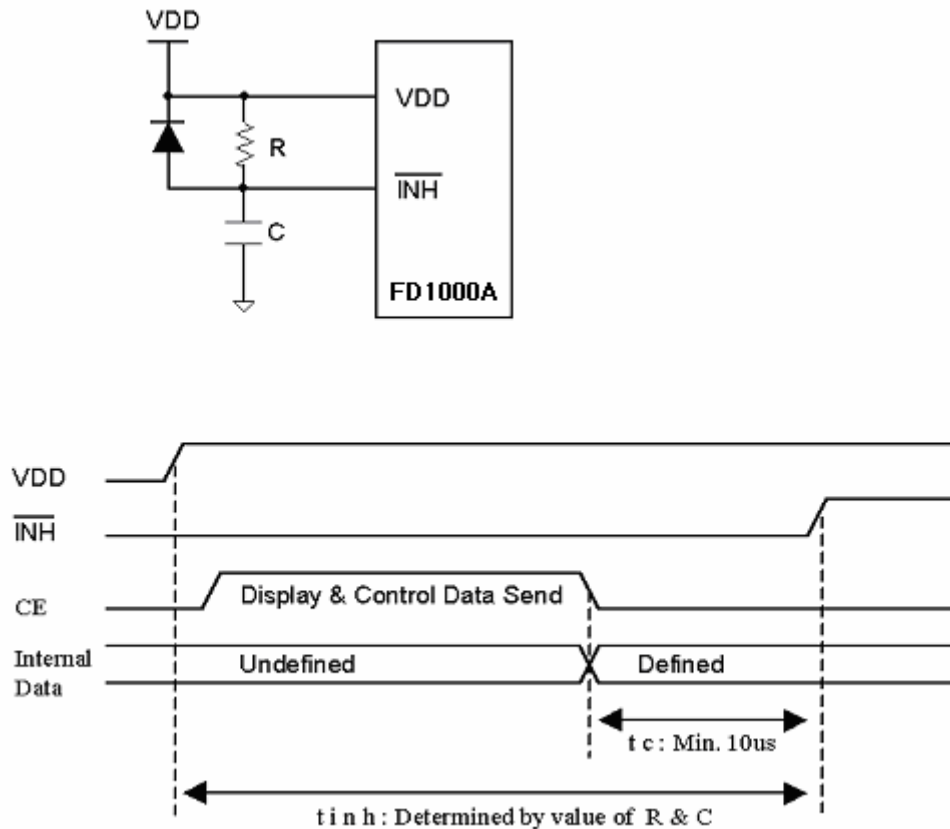 VDD
VDD
R
INH
C
FD1000A
VDD
INH
CE
Display & Control Data Send
Internal
Data
Undefined
Defined
t c : Min. 10us
t i n h : Determined by value of R & C